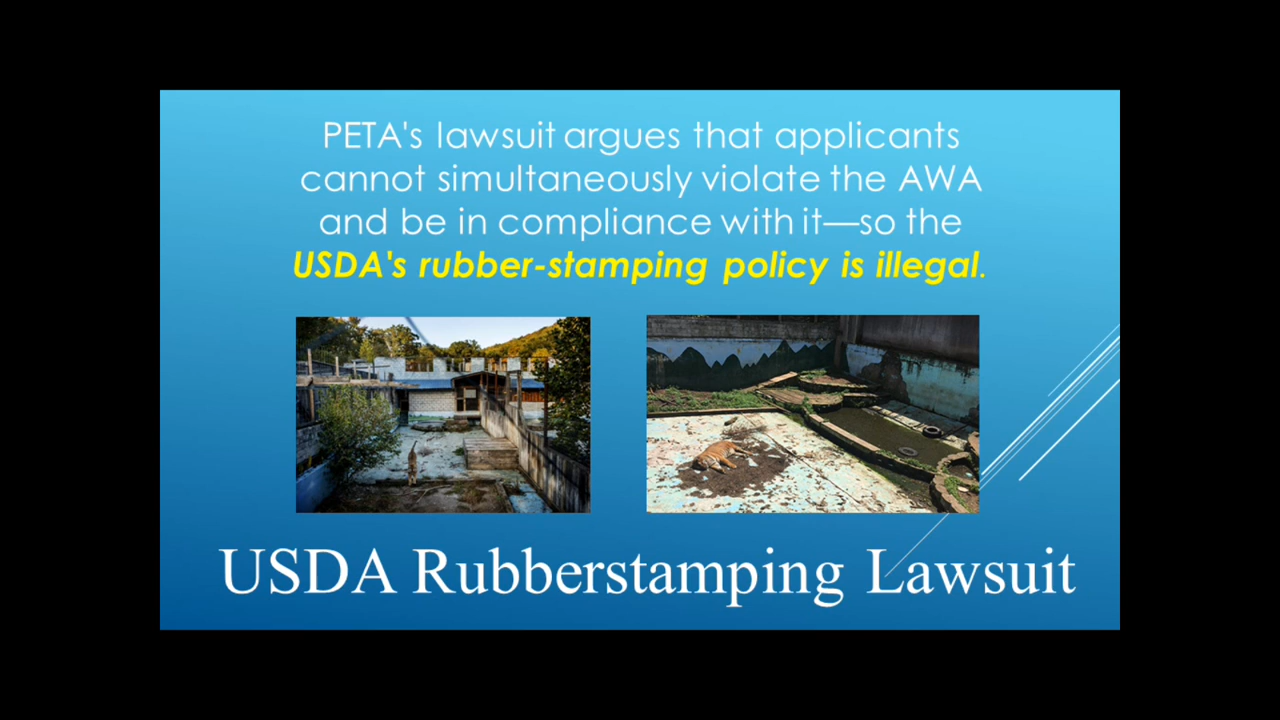 PETA's lawsuit argues that applicants
cannot simultaneously violate the AWA
and be in compliance with it—so the
USDA's rubber-stamping policy is illegal.
USDA Rubberstamping Lawsuit